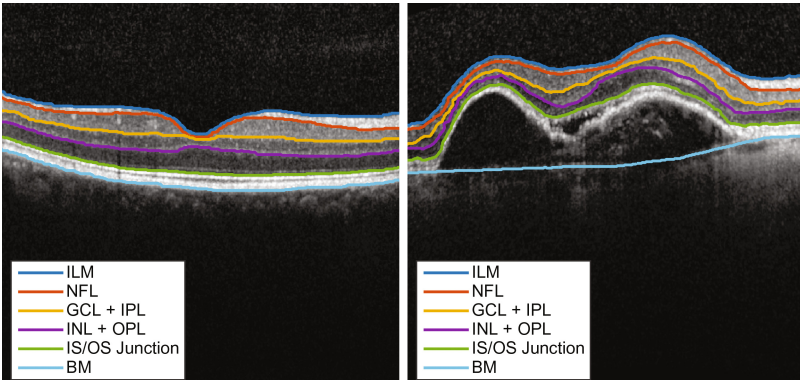 ILM
NFL
GCL + IPL
INL + OPL
IS/OS Junction
BM
ILM
NFL
GCL + IPL
INL + OPL
IS/OS Junction
BM